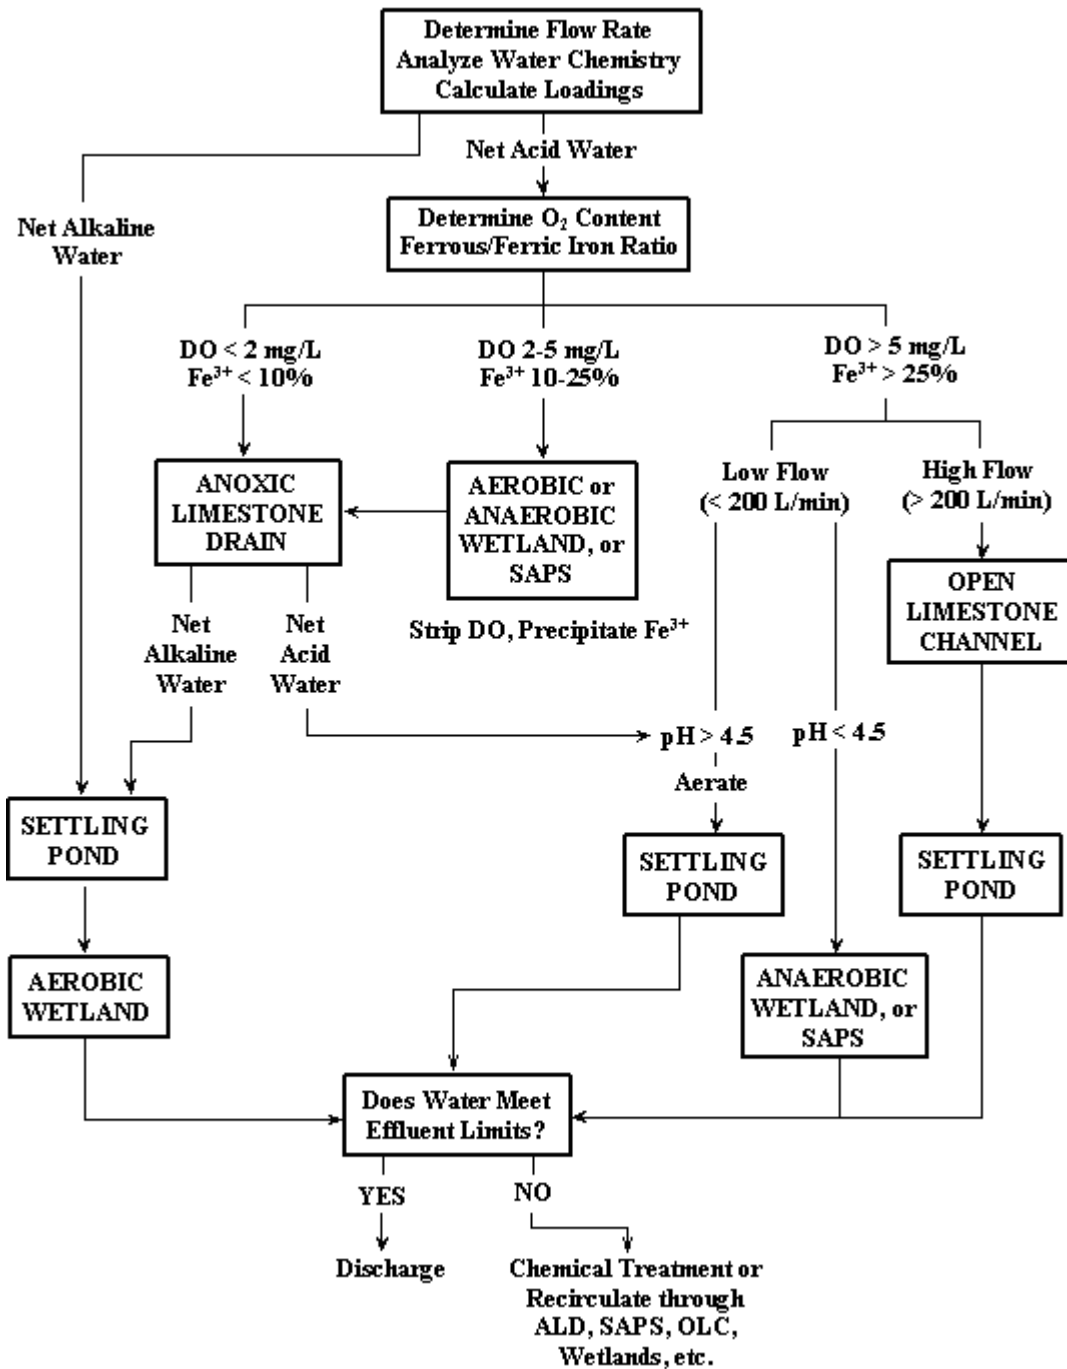 Determine Flow Rate
Analyze Water Chemistry
Calculate Loadings
Net Acid Water
Net Alkaline
Water
Determine O₂ Content
Ferrous/Ferric Iron Ratio
DO < 2 mg/L
Fe³⁺ < 10%
DO 2-5 mg/L
Fe³⁺ 10-25%
DO > 5 mg/L
Fe³⁺ > 25%
ANOXIC
LIMESTONE
DRAIN
AEROBIC or
ANAEROBIC
WETLAND, or
SAPS
Strip DO, Precipitate Fe³⁺
Low Flow
(< 200 L/min)
High Flow
(> 200 L/min)
OPEN
LIMESTONE
CHANNEL
Net
Alkaline
Water
Net
Acid
Water
pH > 4.5
pH < 4.5
Aerate
SETTLING
POND
SETTLING
POND
SETTLING
POND
AEROBIC
WETLAND
ANAEROBIC
WETLAND, or
SAPS
Does Water Meet
Effluent Limits?
YES
NO
Discharge
Chemical Treatment or
Recirculate through
ALD, SAPS, OLC,
Wetlands, etc.